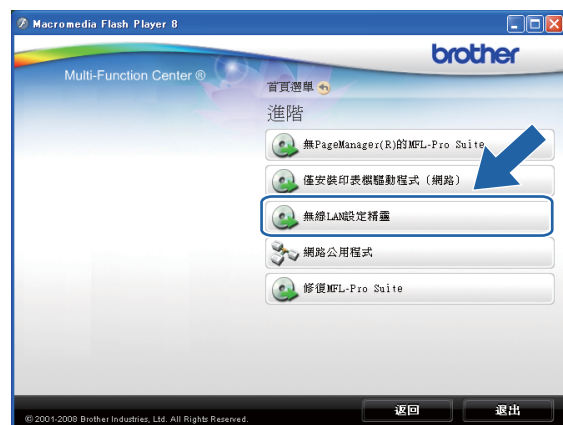 Macromedia Flash Player 8
brother
Multi-Function Center ®
首頁選單
進階
無PageManager(R)的MFL-Pro Suite
僅安裝印表機驅動程式（網路）
無線LAN設定精靈
網路公用程式
修復MFL-Pro Suite
返回
退出
© 2001-2008 Brother Industries, Ltd. All Rights Reserved.